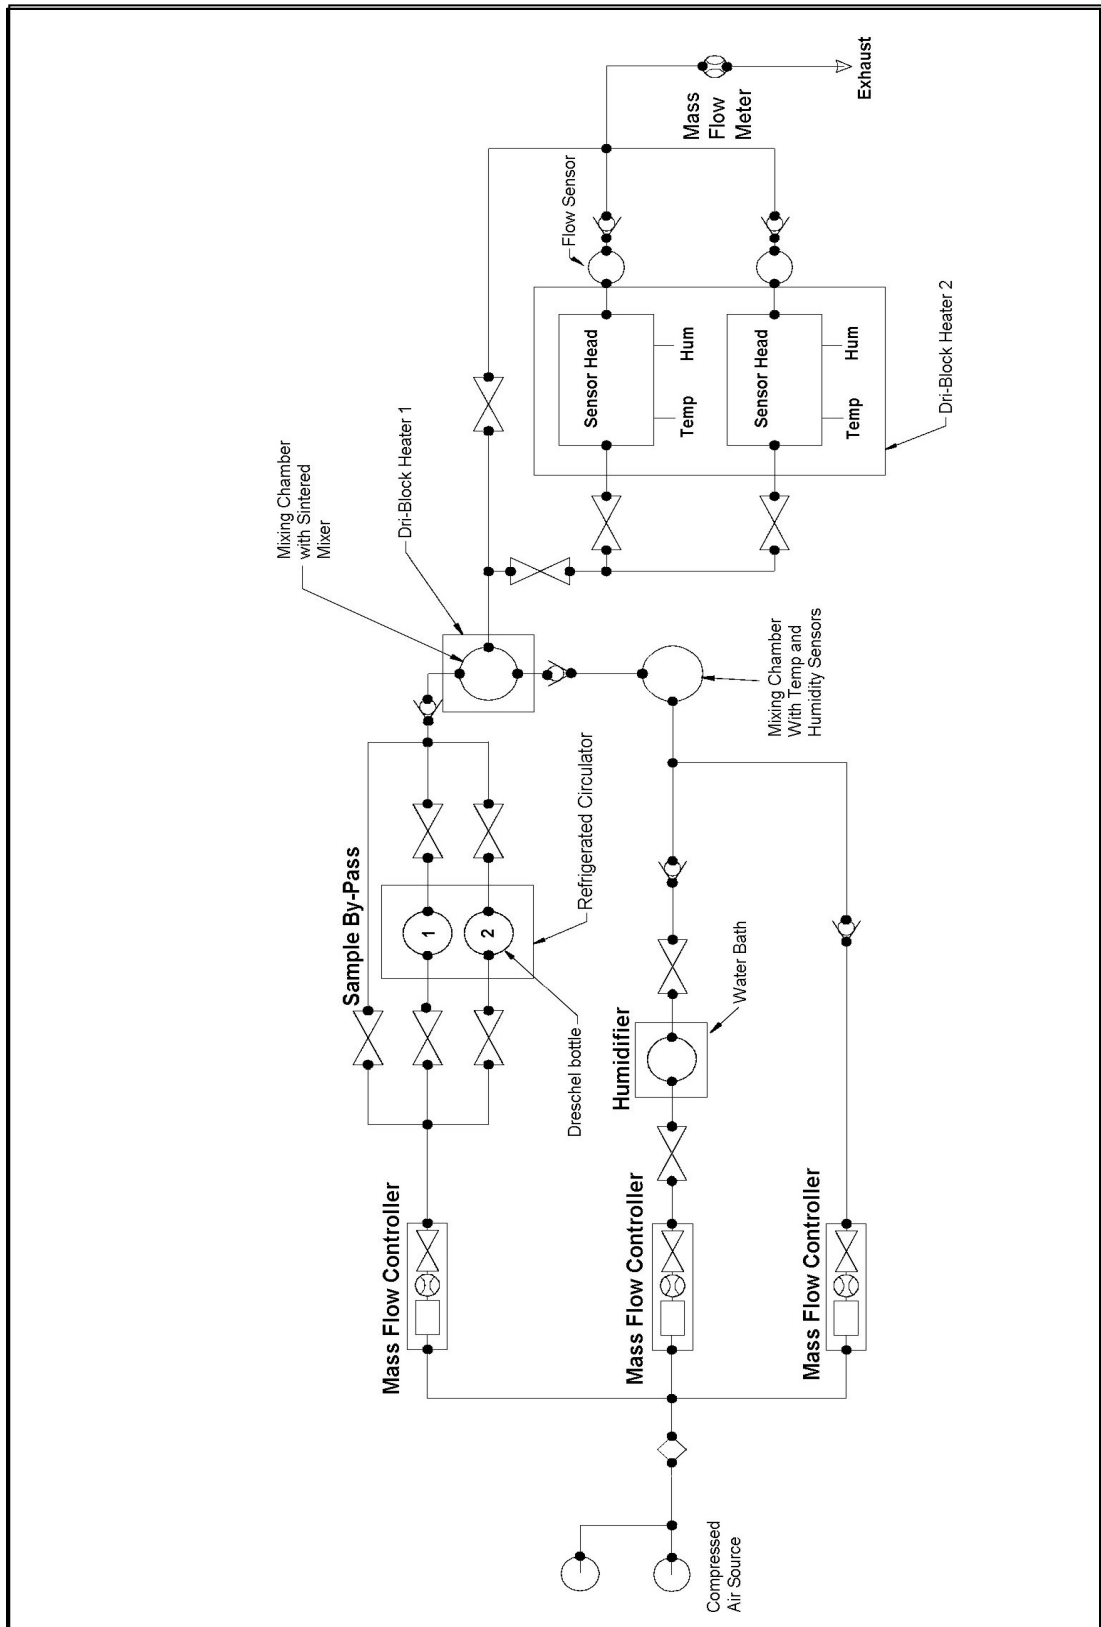 Compressed
Air Source
Mass Flow Controller
Mass Flow Controller
Mass Flow Controller
Sample By-Pass
1
2
Dreschel bottle
Refrigerated Circulator
Humidifier
Water Bath
Mixing Chamber
with Sintered
Mixer
Dri-Block Heater 1
Mixing Chamber
With Temp and
Humidity Sensors
Sensor Head
Temp
Hum
Sensor Head
Temp
Hum
Flow Sensor
Dri-Block Heater 2
Mass
Flow
Meter
Exhaust